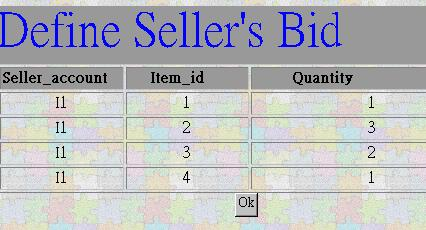 Define Seller's Bid
Seller_account Item_id Quantity
I1 1 1
I1 2 3
I1 3 2
I1 4 1
Ok